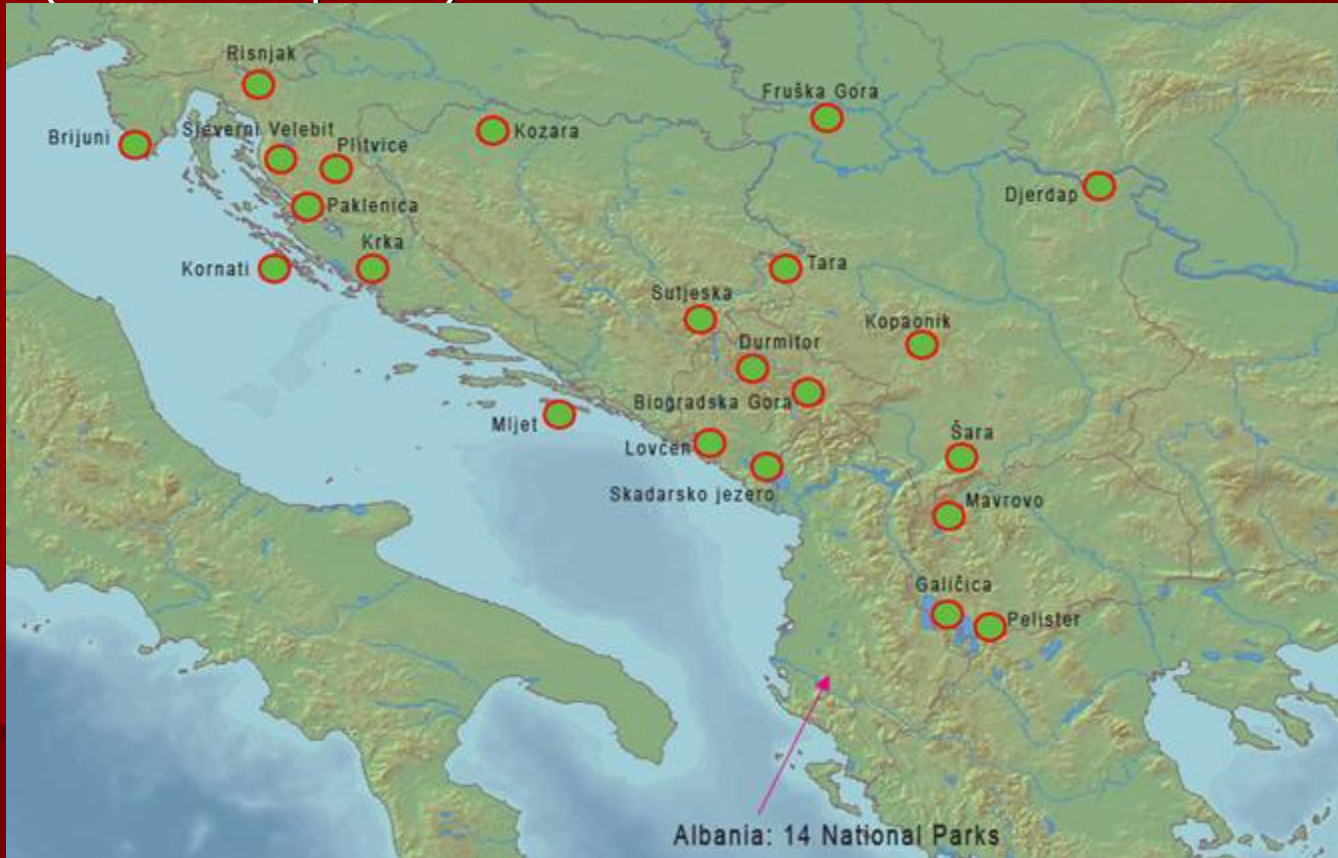 Risnjak
Fruška Gora
Brijuni
Sjeverni Velebit
Kozara
Plitvice
Djerdap
Paklenica
Krka
Kornati
Tara
Sutjeska
Kopaonik
Durmitor
Biogradska Gora
Mljet
Lovčen
Šara
Skadarsko jezero
Mavrovo
Galičica
Pelister
Albania: 14 National Parks